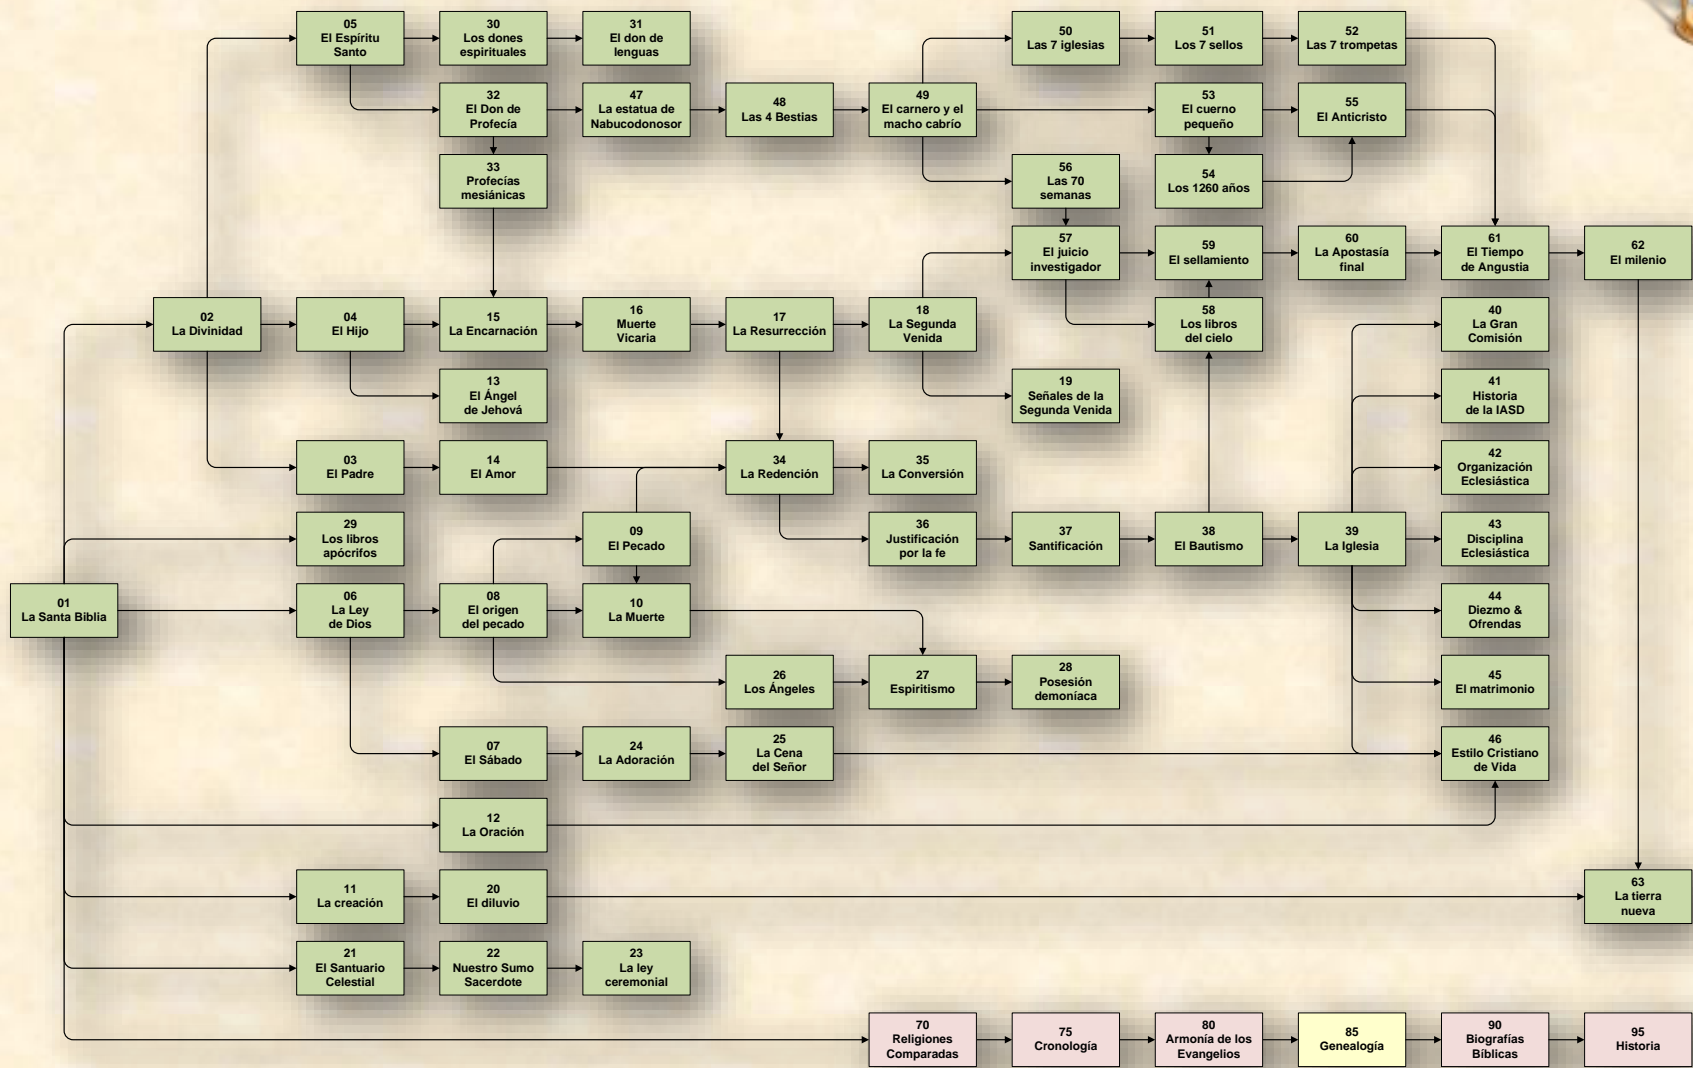 05
El Espíritu
Santo
30
Los dones
espirituales
31
El don de
lenguas
50
Las 7 iglesias
51
Los 7 sellos
52
Las 7 trompetas
32
El Don de
Profecía
47
La estatua de
Nabucodonosor
48
Las 4 Bestias
49
El carnero y el
macho cabrío
53
El cuerno
pequeño
55
El Anticristo
33
Profecías
mesiánicas
56
Las 70
semanas
54
Los 1260 años
57
El juicio
investigador
59
El sellamiento
60
La Apostasía
final
61
El Tiempo
de Angustia
62
El milenio
02
La Divinidad
04
El Hijo
15
La Encarnación
16
Muerte
Vicaria
17
La Resurrección
18
La Segunda
Venida
58
Los libros
del cielo
40
La Gran
Comisión
13
El Ángel
de Jehová
19
Señales de la
Segunda Venida
41
Historia
de la IASD
03
El Padre
14
El Amor
34
La Redención
35
La Conversión
42
Organización
Eclesiástica
29
Los libros
apócrifos
09
El Pecado
36
Justificación
por la fe
37
Santificación
38
El Bautismo
39
La Iglesia
43
Disciplina
Eclesiástica
01
La Santa Biblia
06
La Ley
de Dios
08
El origen
del pecado
10
La Muerte
44
Diezmo &
Ofrendas
26
Los Ángeles
27
Espiritismo
28
Posesión
demoníaca
45
El matrimonio
07
El Sábado
24
La Adoración
25
La Cena
del Señor
46
Estilo Cristiano
de Vida
12
La Oración
11
La creación
20
El diluvio
63
La tierra
nueva
21
El Santuario
Celestial
22
Nuestro Sumo
Sacerdote
23
La ley
ceremonial
70
Religiones
Comparadas
75
Cronología
80
Armonía de los
Evangelios
85
Genealogía
90
Biografías
Bíblicas
95
Historia